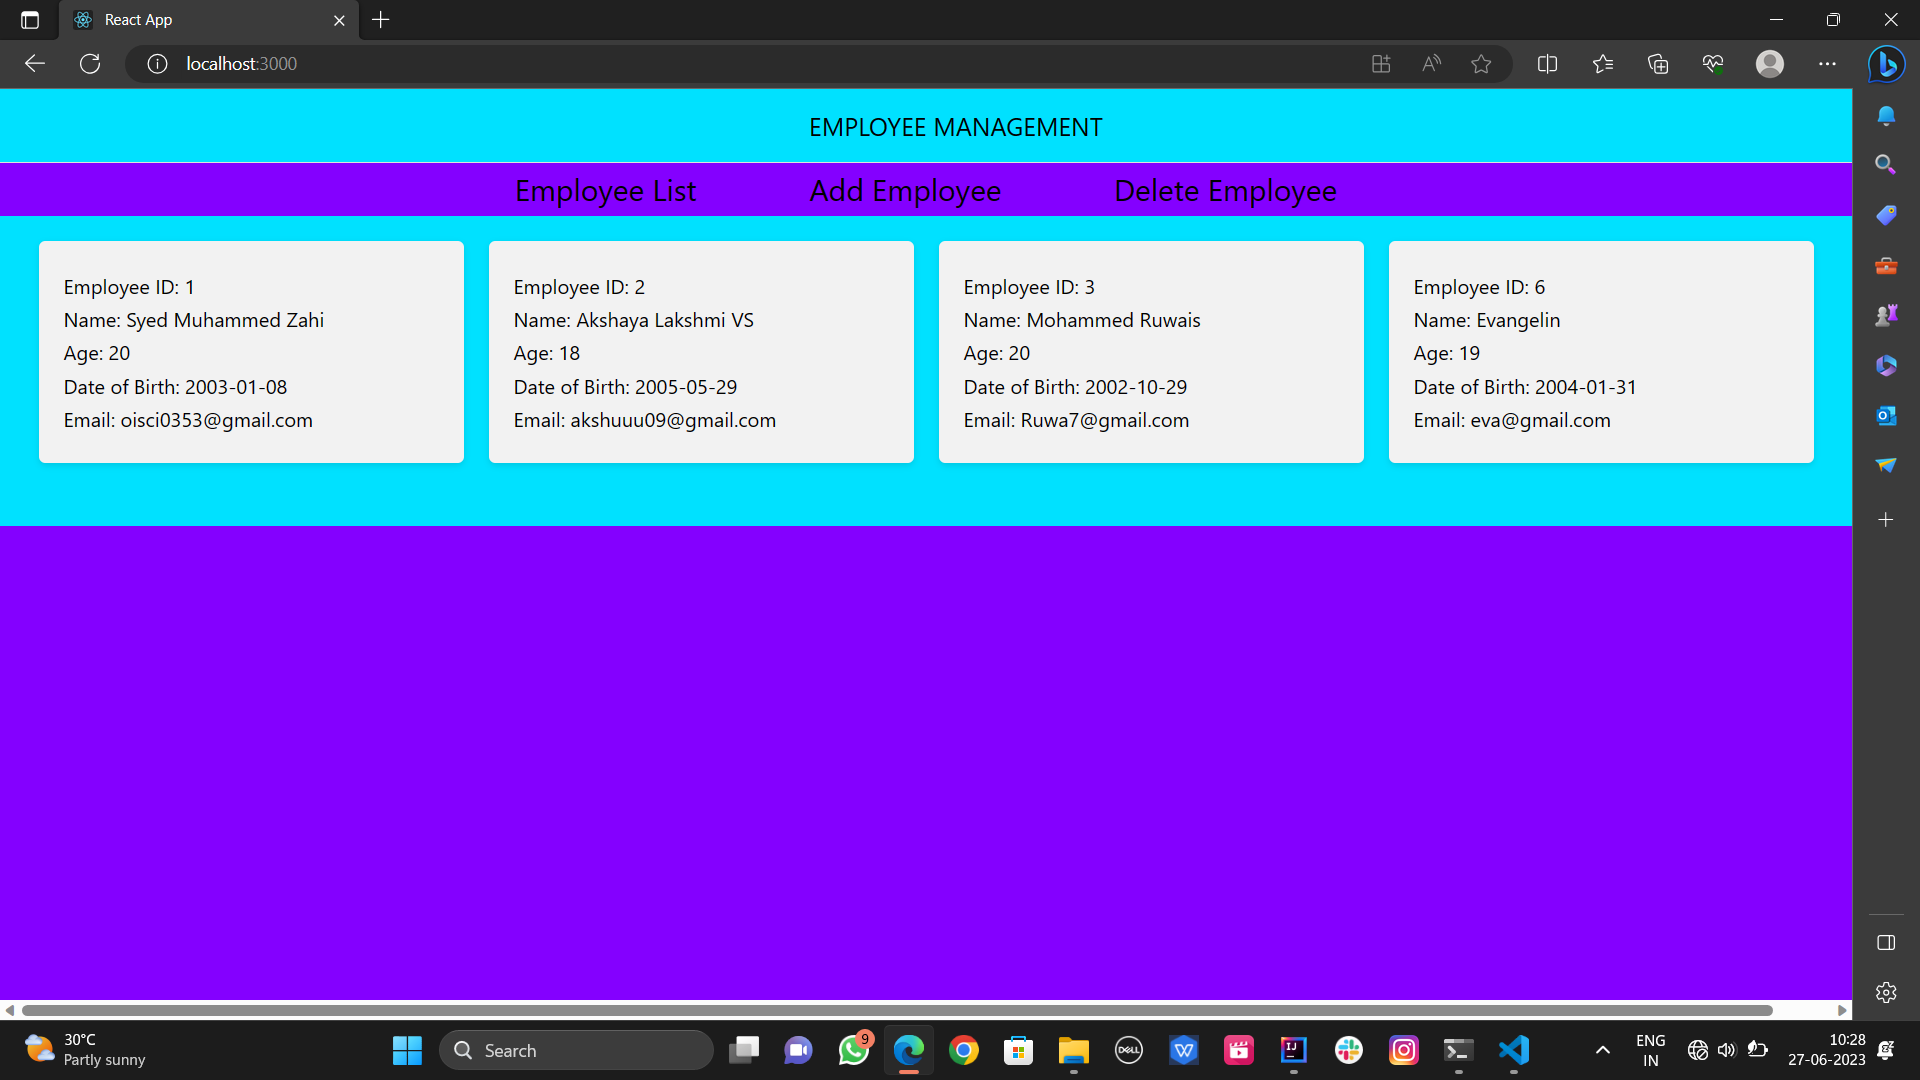 React App
localhost:3000
EMPLOYEE MANAGEMENT
Employee List Add Employee Delete Employee
Employee ID: 1
Name: Syed Muhammed Zahi
Age: 20
Date of Birth: 2003-01-08
Email: oisci0353@gmail.com
Employee ID: 2
Name: Akshaya Lakshmi VS
Age: 18
Date of Birth: 2005-05-29
Email: akshuuu09@gmail.com
Employee ID: 3
Name: Mohammed Ruwais
Age: 20
Date of Birth: 2002-10-29
Email: Ruwa7@gmail.com
Employee ID: 6
Name: Evangelin
Age: 19
Date of Birth: 2004-01-31
Email: eva@gmail.com
30°C
Partly sunny
Search
9
DELL
W
IJ
ENG
IN
10:28
27-06-2023